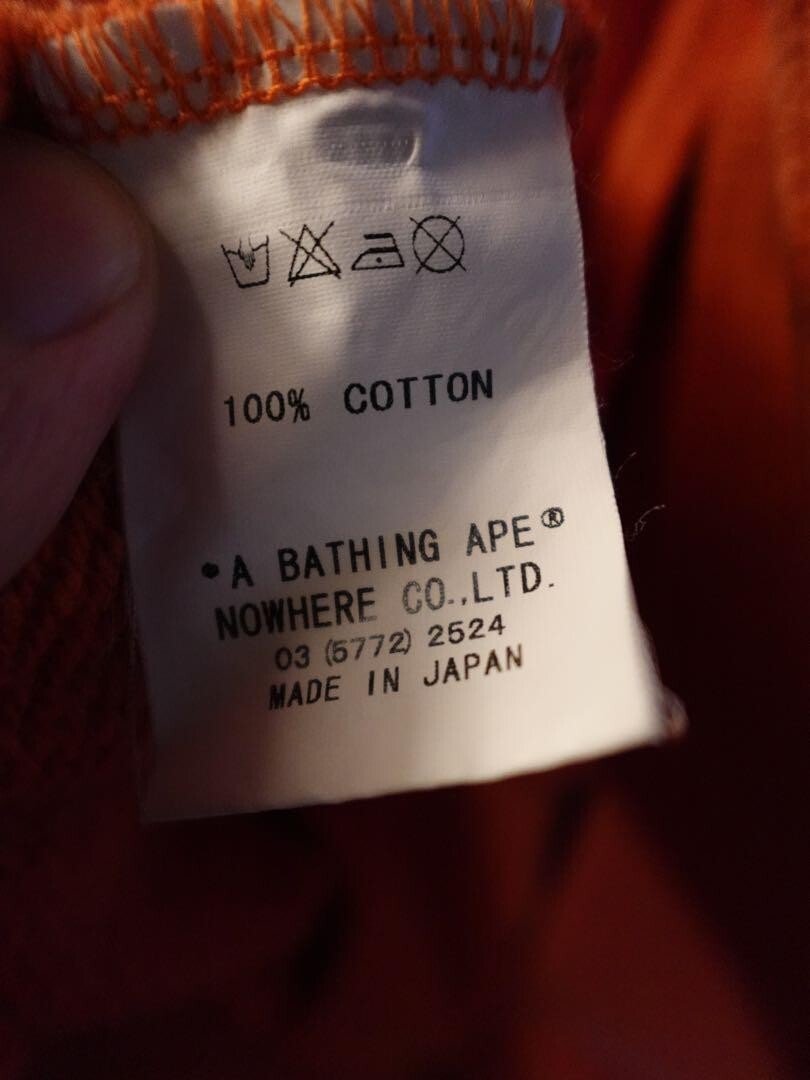 100% COTTON
•A BATHING APE®
NOWHERE CO.,LTD.
03 (5772) 2524
MADE IN JAPAN